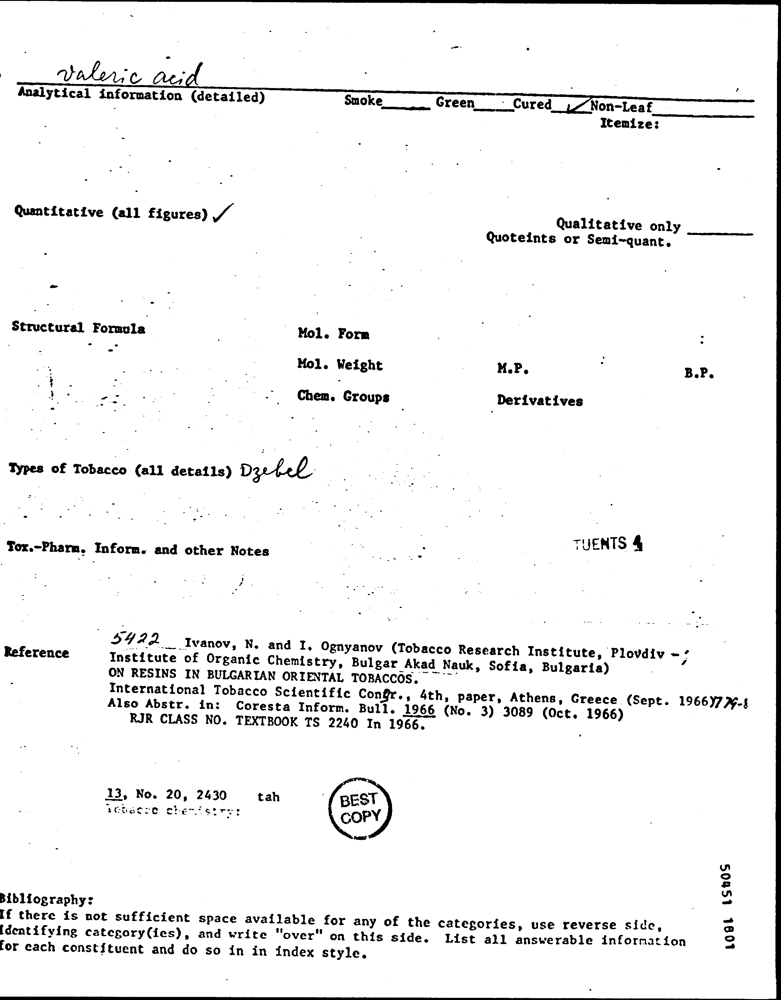 valeric acid
Analytical information (detailed) Smoke____ Green____ Cured ✓ Non-Leaf____
Itemize:
Quantitative (all figures) ✓
Qualitative only ____
Quoteints or Semi-quant.
Structural Formula Mol. Form
Mol. Weight M.P. B.P.
Chem. Groups Derivatives
Types of Tobacco (all details) Dzebel
Tox.-Pharm. Inform. and other Notes TUENTS 4
Reference 5422 Ivanov, N. and I. Ognyanov (Tobacco Research Institute, Plovdiv -
Institute of Organic Chemistry, Bulgar Akad Nauk, Sofia, Bulgaria)
ON RESINS IN BULGARIAN ORIENTAL TOBACCOS.
International Tobacco Scientific Congr., 4th, paper, Athens, Greece (Sept. 1966)
Also Abstr. in: Coresta Inform. Bull. 1966 (No. 3) 3089 (Oct. 1966)
RJR CLASS NO. TEXTBOOK TS 2240 In 1966.
13, No. 20, 2430 tah
Tobacco chemistry:
BEST
COPY
50451 1801
Bibliography:
If there is not sufficient space available for any of the categories, use reverse side,
identifying category(ies), and write "over" on this side. List all answerable information
for each constituent and do so in in index style.